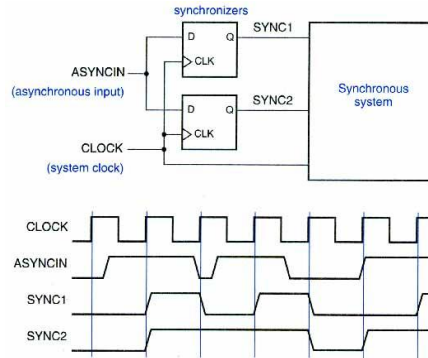 synchronizers
SYNC1
D Q
CLK
ASYNCIN
(asynchronous input)
Synchronous
system
SYNC2
D Q
CLK
CLOCK
(system clock)
CLOCK
ASYNCIN
SYNC1
SYNC2